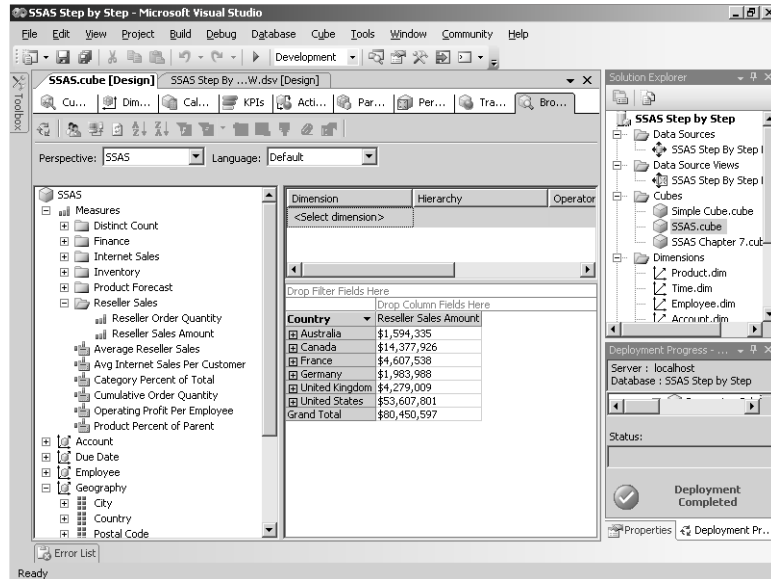 SSAS Step by Step - Microsoft Visual Studio
File Edit View Project Build Debug Database Cube Tools Window Community Help
Development
Toolbox
SSAS.cube [Design] SSAS Step By ...W.dsv [Design]
Cu... Dim... Cal... KPIs Acti... Par... Per... Tra... Bro...
Perspective: SSAS Language: Default
SSAS
Measures
Distinct Count
Finance
Internet Sales
Inventory
Product Forecast
Reseller Sales
Reseller Order Quantity
Reseller Sales Amount
Average Reseller Sales
Avg Internet Sales Per Customer
Category Percent of Total
Cumulative Order Quantity
Operating Profit Per Employee
Product Percent of Parent
Account
Due Date
Employee
Geography
City
Country
Postal Code
Dimension Hierarchy Operator
<Select dimension>
Drop Filter Fields Here
Drop Column Fields Here
Country Reseller Sales Amount
Australia $1,594,335
Canada $14,377,926
France $4,607,538
Germany $1,983,988
United Kingdom $4,279,009
United States $53,607,801
Grand Total $80,450,597
Solution Explorer
SSAS Step by Step
Data Sources
SSAS Step By Step
Data Source Views
SSAS Step By Step
Cubes
Simple Cube.cube
SSAS.cube
SSAS Chapter 7.cub
Dimensions
Product.dim
Time.dim
Employee.dim
Account.dim
Deployment Progress - ...
Server : localhost
Database : SSAS Step by Step
Status:
Deployment
Completed
Properties Deployment Pr...
Error List
Ready